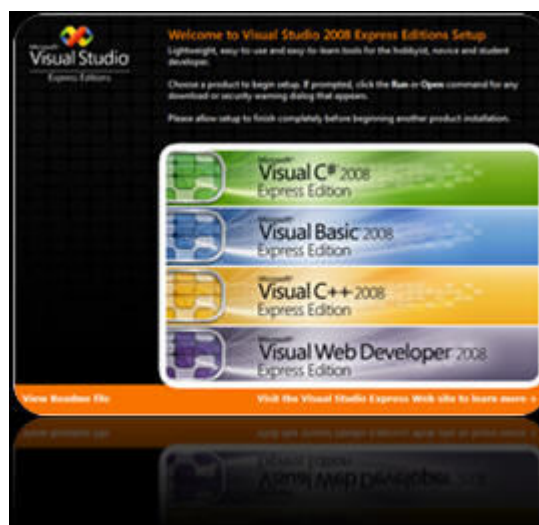 Microsoft
Visual Studio
Express Editions
Welcome to Visual Studio 2008 Express Editions Setup
Lightweight, easy-to-use and easy-to-learn tools for the hobbyist, novice and student
developer.
Choose a product to begin setup. If prompted, click the Run or Open command for any
download or security warning dialog that appears.
Please allow setup to finish completely before beginning another product installation.
Microsoft
Visual C# 2008
Express Edition
Microsoft
Visual Basic 2008
Express Edition
Microsoft
Visual C++ 2008
Express Edition
Microsoft
Visual Web Developer 2008
Express Edition
View Readme file
Visit the Visual Studio Express Web site to learn more >